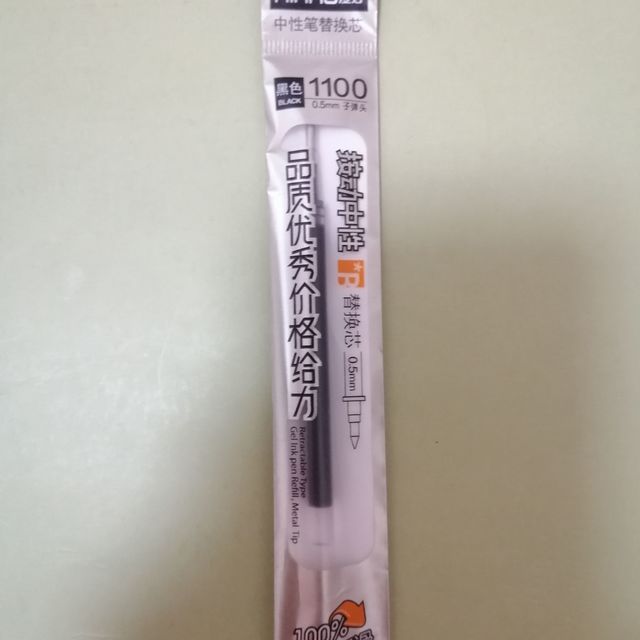 中性笔替换芯
黑色
BLACK
1100
0.5mm 子弹头
按动中性
品质优秀价格给力
替换芯
0.5mm
Retractable Type
Gel Ink pen Refill, Metal Tip
100%